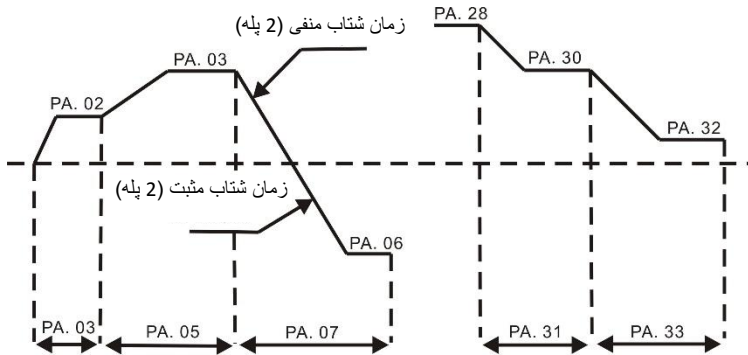 زمان شتاب منفی (2 پله)
PA. 28
PA. 03
PA. 30
PA. 02
PA. 32
زمان شتاب مثبت (2 پله)
PA. 06
PA. 03
PA. 05
PA. 07
PA. 31
PA. 33